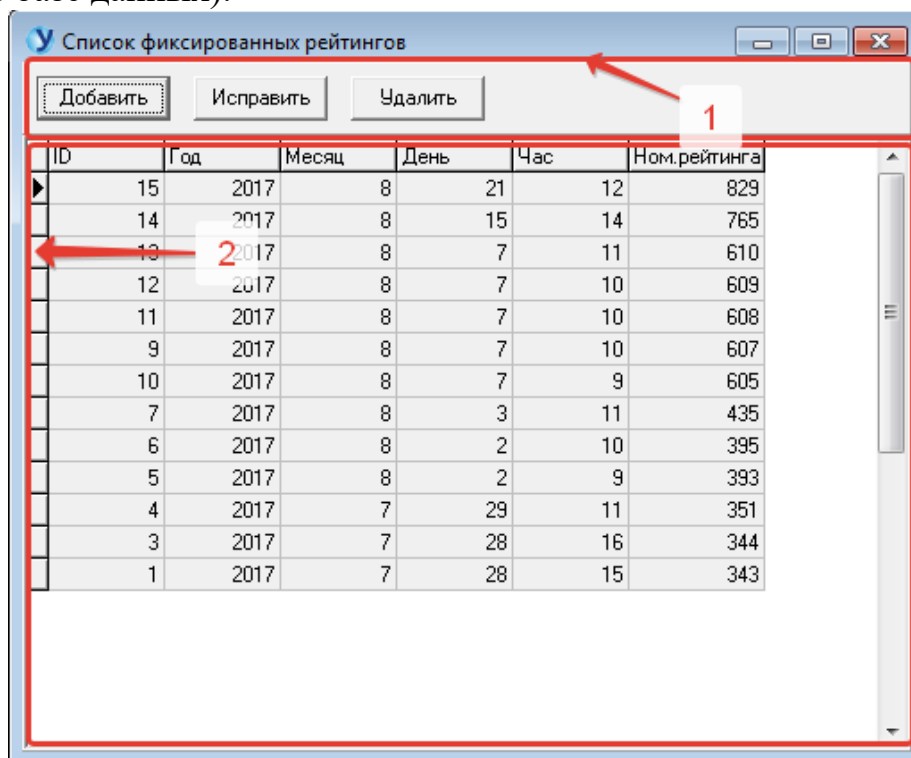 базе данных).
Список фиксированных рейтингов
Добавить Исправить Удалить
1
ID Год Месяц День Час Ном.рейтинга
15 2017 8 21 12 829
14 2017 8 15 14 765
13 2017 8 7 11 610
2
12 2017 8 7 10 609
11 2017 8 7 10 608
9 2017 8 7 10 607
10 2017 8 7 9 605
7 2017 8 3 11 435
6 2017 8 2 10 395
5 2017 8 2 9 393
4 2017 7 29 11 351
3 2017 7 28 16 344
1 2017 7 28 15 343